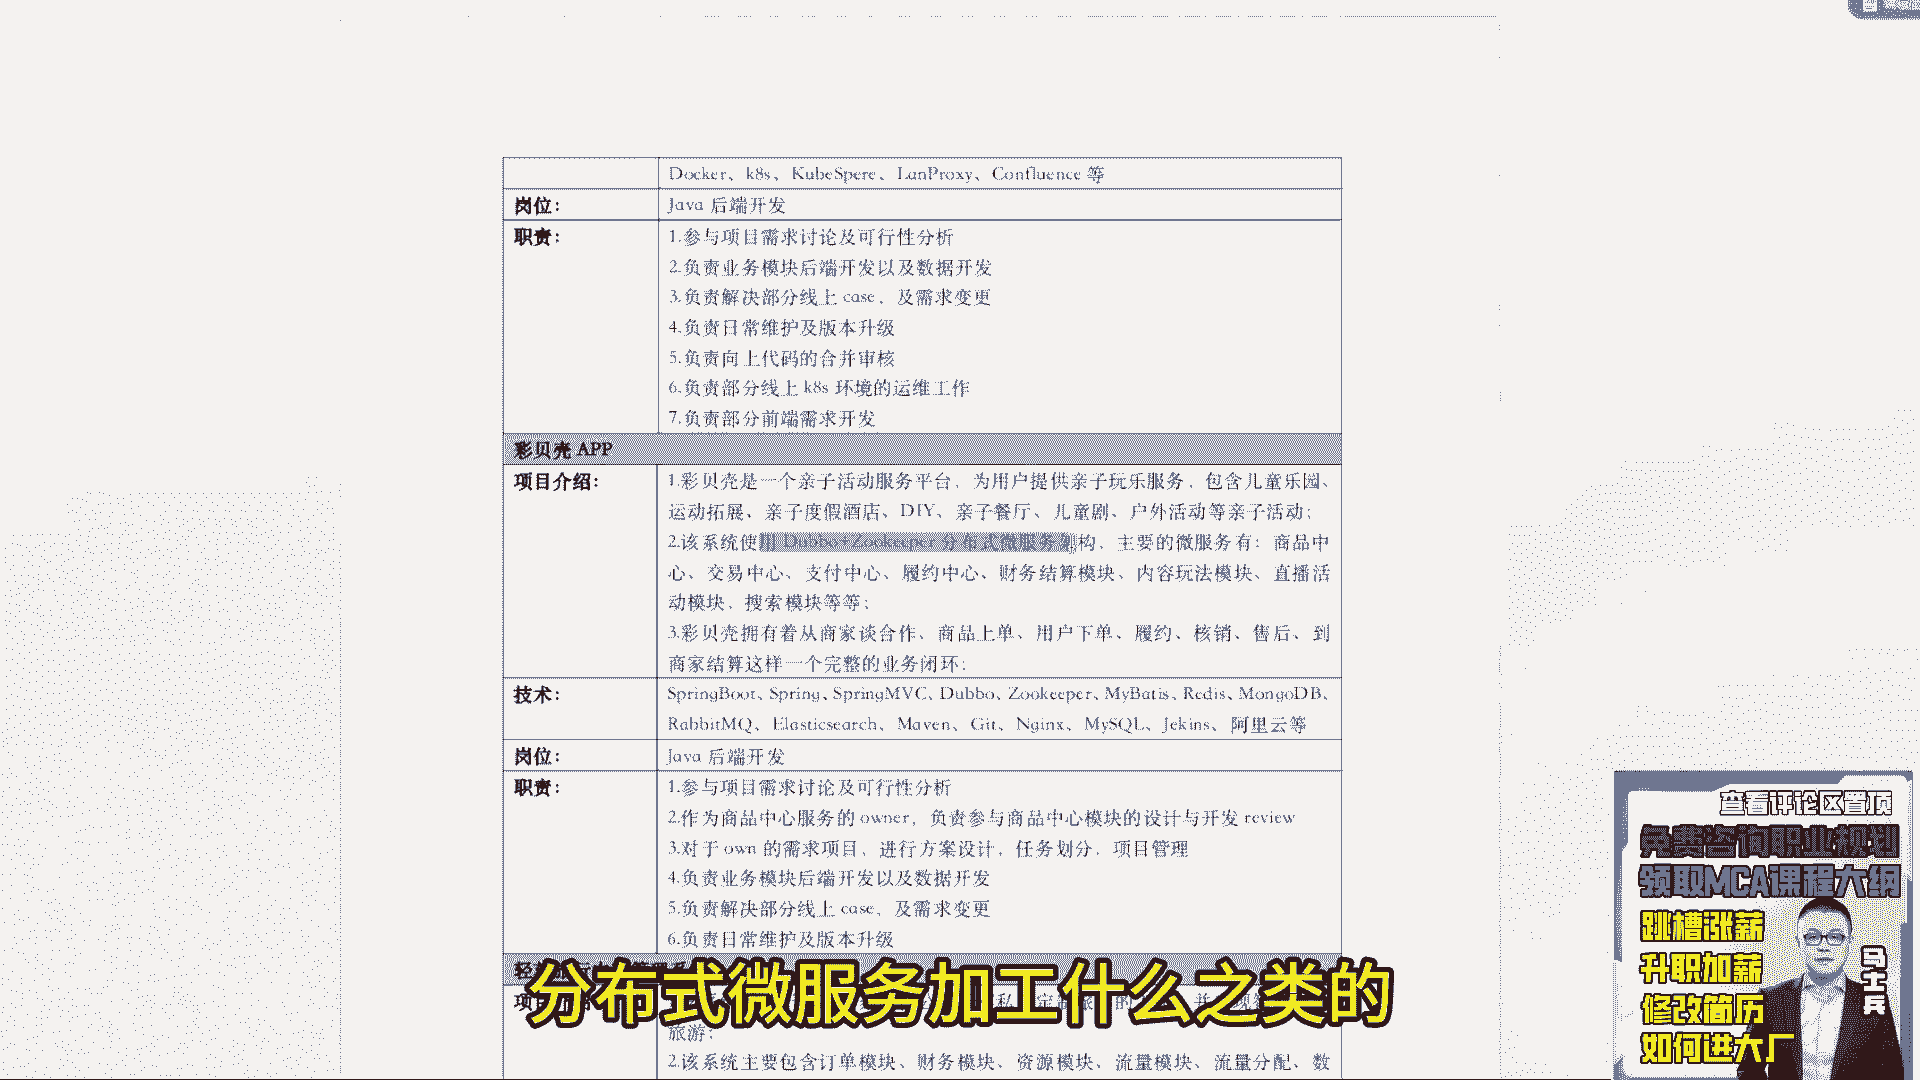 Docker、k8s、KubeSpere、LanProxy、Confluence 等
岗位：
Java 后端开发
职责：
1.参与项目需求讨论及可行性分析
2.负责业务模块后端开发以及数据开发
3.负责解决部分线上 case，及需求变更
4.负责日常维护及版本升级
5.负责向上代码的合并审核
6.负责部分线上 k8s 环境的运维工作
7.负责部分前端需求开发
彩贝壳 APP
项目介绍：
1.彩贝壳是一个亲子活动服务平台，为用户提供亲子玩乐服务，包含儿童乐园、
运动拓展、亲子度假酒店、DIY、亲子餐厅、儿童剧、户外活动等亲子活动；
2.该系统使用 Dubbo+Zookeeper 分布式微服务架构，主要的微服务有：商品中
心、交易中心、支付中心、履约中心、财务结算模块、内容玩法模块、直播活
动模块、搜索模块等等；
3.彩贝壳拥有着从商家谈合作、商品上单、用户下单、履约、核销、售后、到
商家结算这样一个完整的业务闭环；
技术：
SpringBoot、Spring、SpringMVC、Dubbo、Zookeeper、MyBatis、Redis、MongoDB、
RabbitMQ、Elasticsearch、Maven、Git、Nginx、MySQL、Jekins、阿里云等
岗位：
Java 后端开发
职责：
1.参与项目需求讨论及可行性分析
2.作为商品中心服务的 owner，负责参与商品中心模块的设计与开发 review
3.对于 own 的需求项目，进行方案设计，任务划分，项目管理
4.负责业务模块后端开发以及数据开发
5.负责解决部分线上 case，及需求变更
6.负责日常维护及版本升级
分布式微服务加工什么之类的
旅游；
2.该系统主要包含订单模块、财务模块、资源模块、流量模块、流量分配、数
查看评论区置顶
免费咨询职业规划
领取MCA课程大纲
跳槽涨薪
升职加薪
修改简历
如何进大厂
马士兵